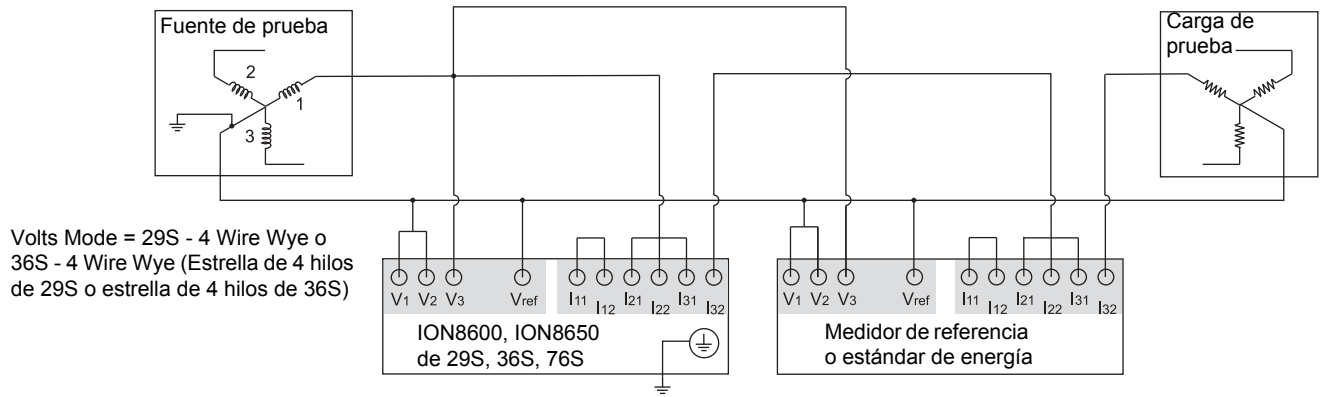 Fuente de prueba
2
1
3
Carga de
prueba
Volts Mode = 29S - 4 Wire Wye o
36S - 4 Wire Wye (Estrella de 4 hilos
de 29S o estrella de 4 hilos de 36S)
V1 V2 V3 Vref I11 I12 I21 I22 I31 I32
ION8600, ION8650
de 29S, 36S, 76S
V1 V2 V3 Vref I11 I12 I21 I22 I31 I32
Medidor de referencia
o estándar de energía